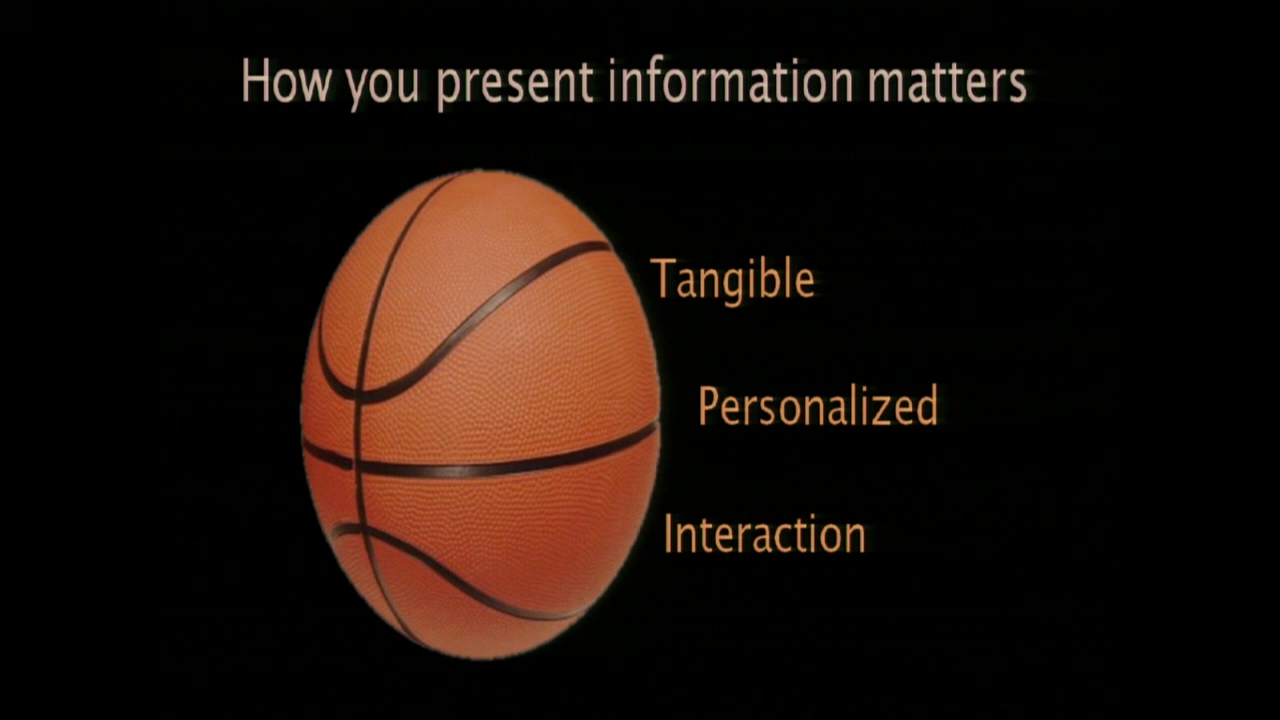 How you present information matters
Tangible
Personalized
Interaction